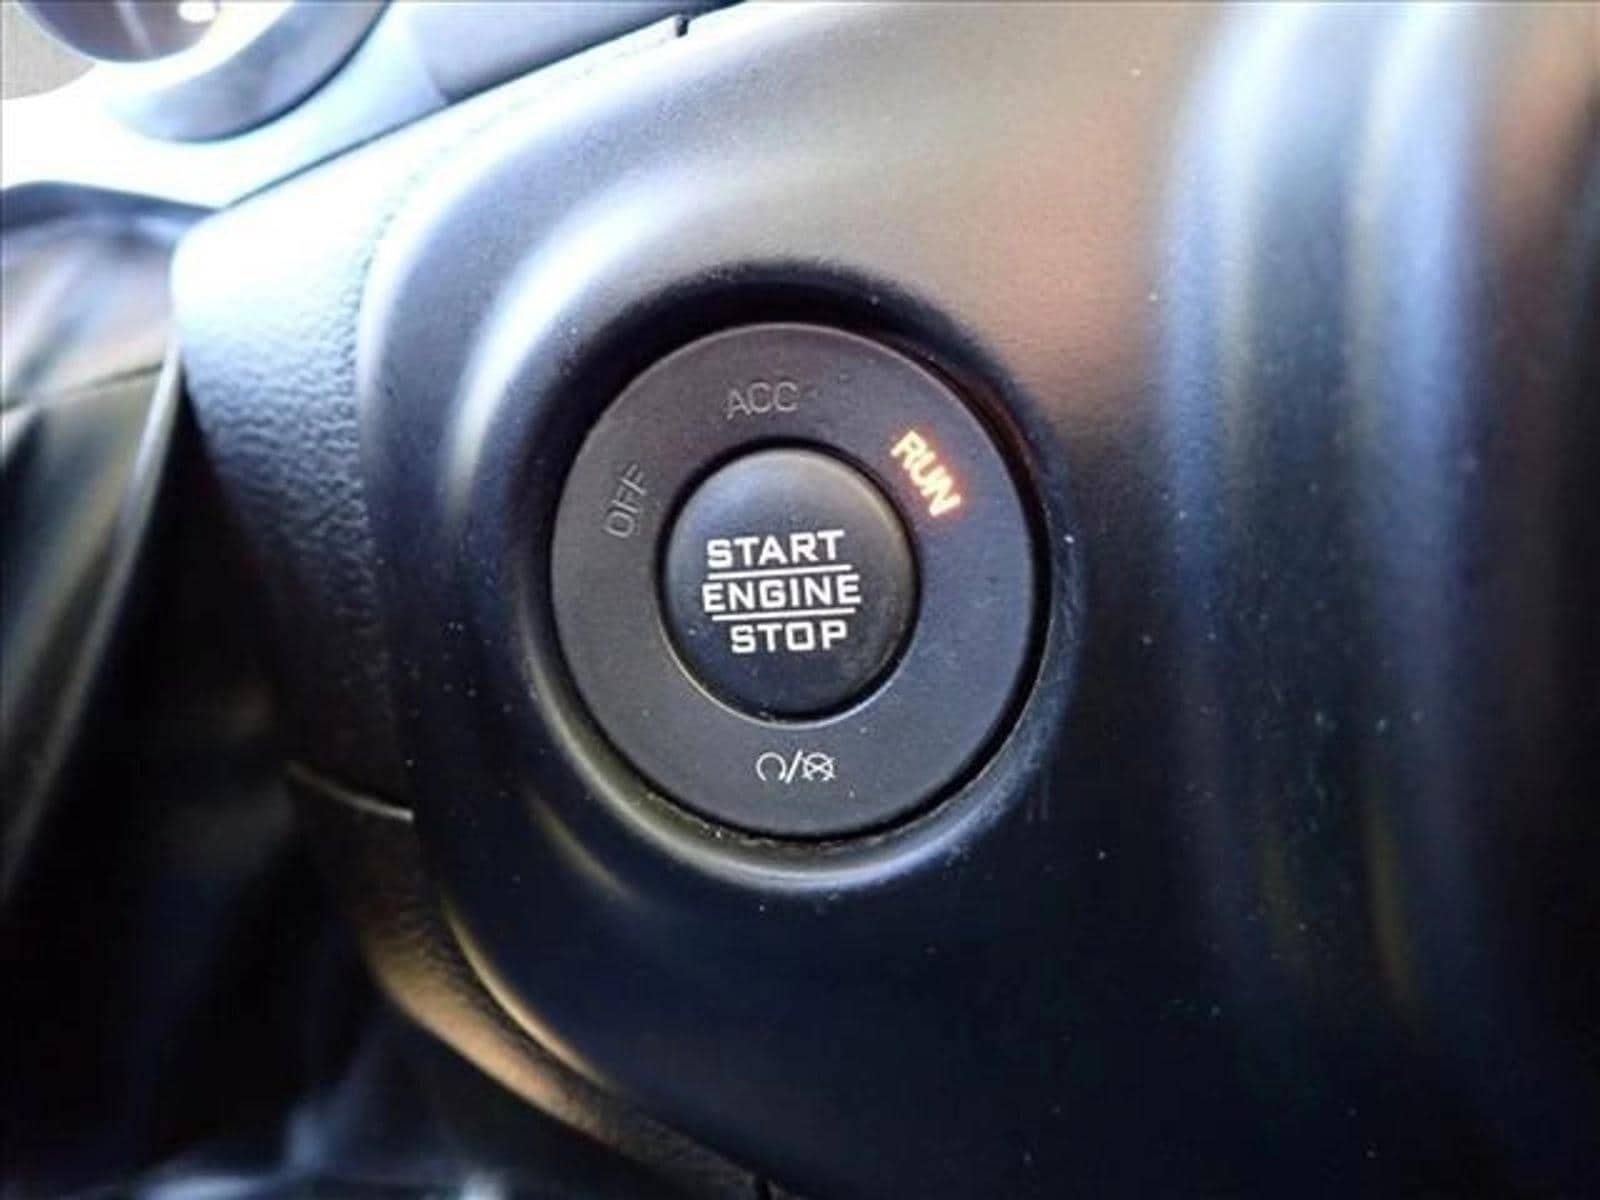 ACC
RUN
OFF
START
ENGINE
STOP